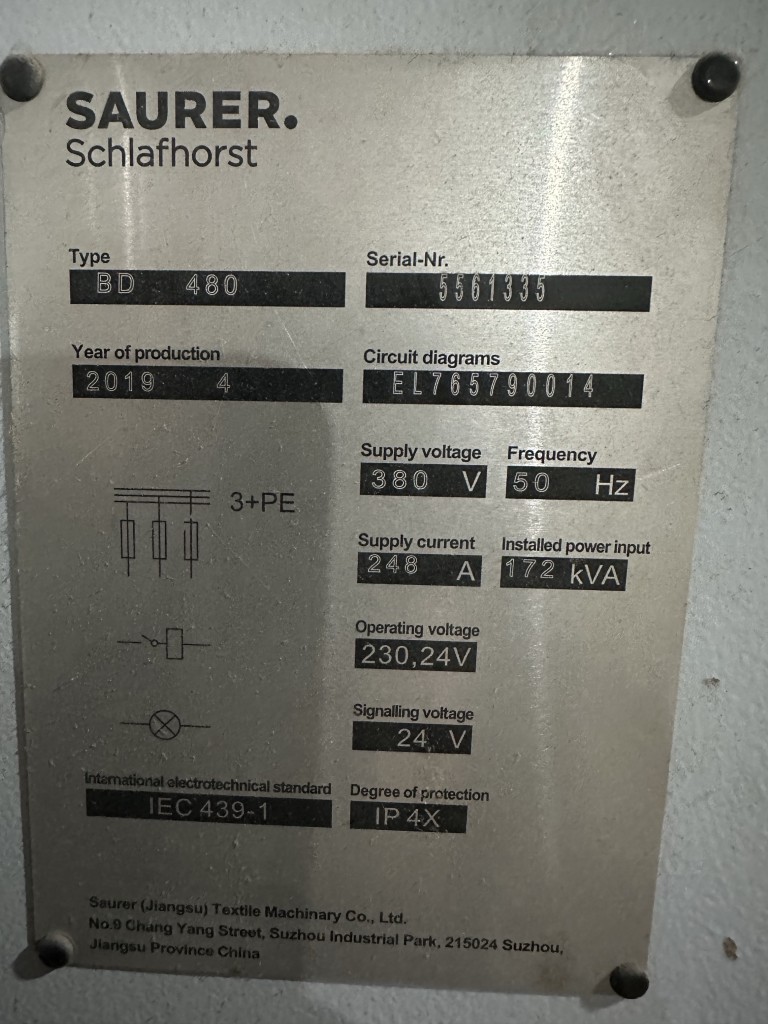 SAURER.
Schlafhorst
Type Serial-Nr.
BD 480 5561335
Year of production Circuit diagrams
2019 4 EL765790014
Supply voltage Frequency
380 V 50 Hz
3+PE
Supply current Installed power input
248 A 172 kVA
Operating voltage
230,24V
Signalling voltage
24 V
International electrotechnical standard Degree of protection
IEC 439-1 IP 4X
Saurer (Jiangsu) Textile Machinery Co., Ltd.
No.9 Chang Yang Street, Suzhou Industrial Park, 215024 Suzhou,
Jiangsu Province China